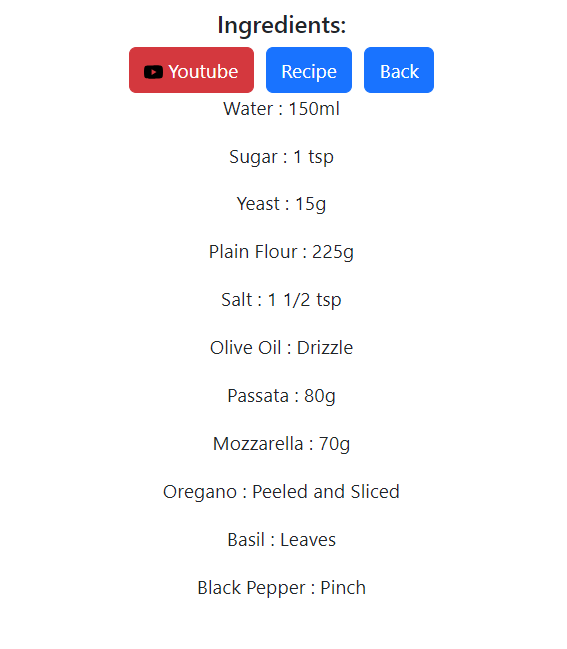 Ingredients:
Youtube Recipe Back
Water : 150ml
Sugar : 1 tsp
Yeast : 15g
Plain Flour : 225g
Salt : 1 1/2 tsp
Olive Oil : Drizzle
Passata : 80g
Mozzarella : 70g
Oregano : Peeled and Sliced
Basil : Leaves
Black Pepper : Pinch